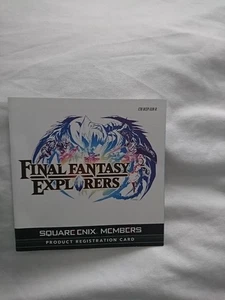 FINAL FANTASY
EXPLORERS
SQUARE ENIX MEMBERS
PRODUCT REGISTRATION CARD